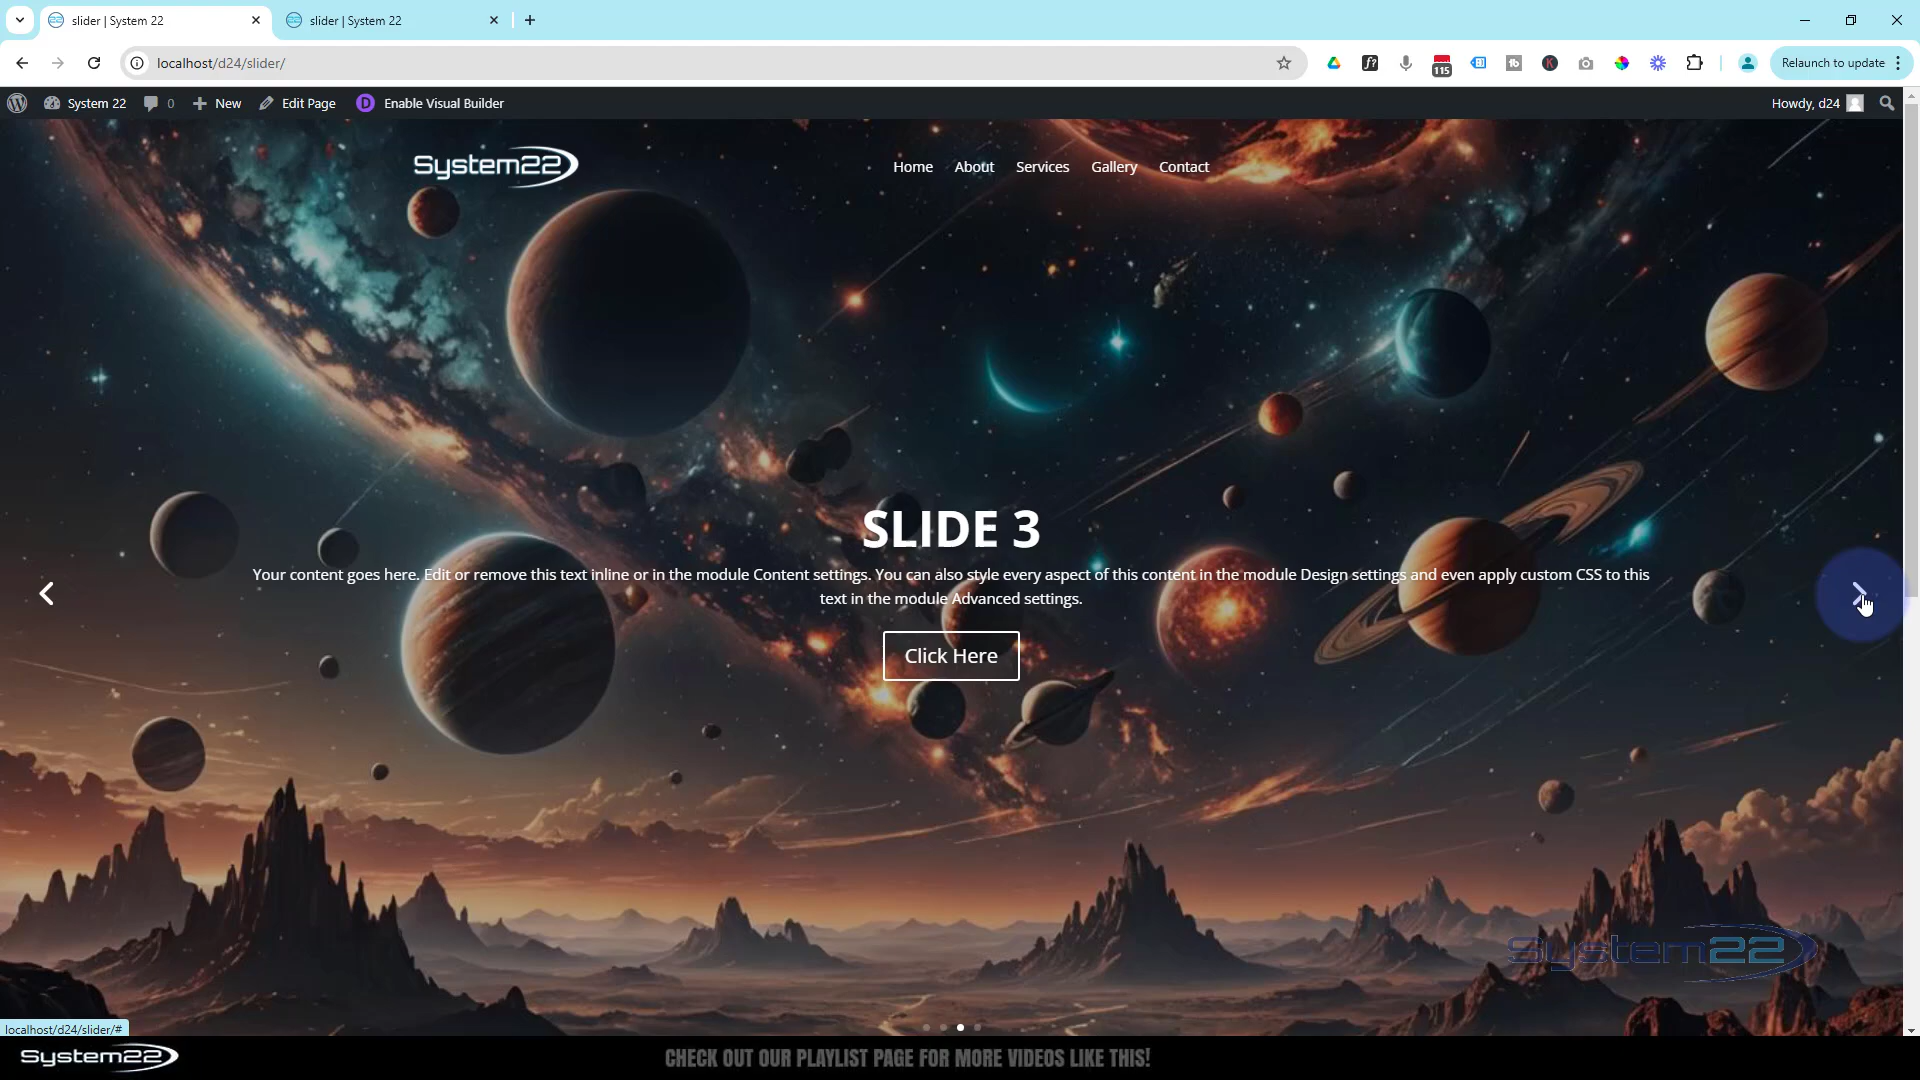 slider | System 22
slider | System 22
localhost/d24/slider/
115
Relaunch to update
System 22
0
New
Edit Page
Enable Visual Builder
Howdy, d24
System22
Home
About
Services
Gallery
Contact
SLIDE 3
Your content goes here. Edit or remove this text inline or in the module Content settings. You can also style every aspect of this content in the module Design settings and even apply custom CSS to this
text in the module Advanced settings.
Click Here
System22
localhost/d24/slider/#
System22
CHECK OUT OUR PLAYLIST PAGE FOR MORE VIDEOS LIKE THIS!